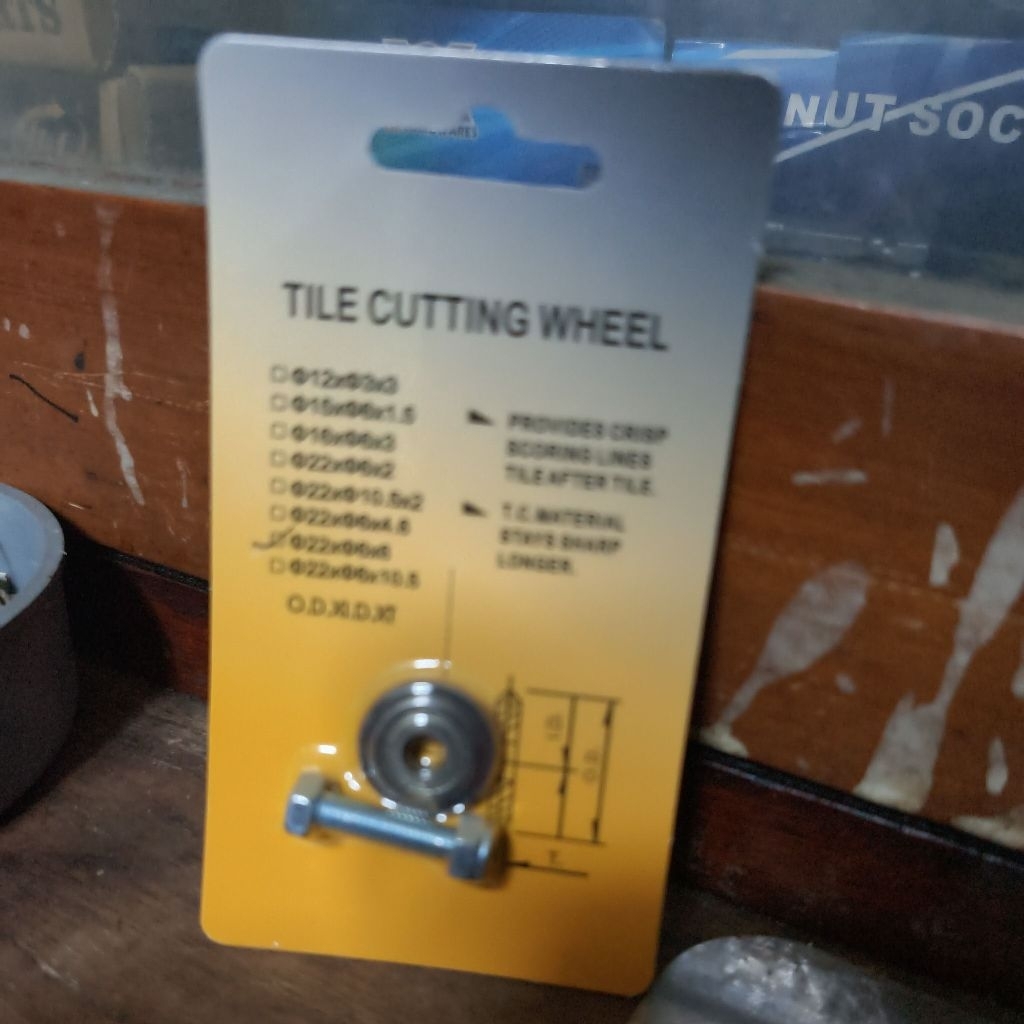 NUT SOC
TILE CUTTING WHEEL
Φ12xΦ3x3
Φ15xΦ6x1.5
Φ16xΦ6x3
Φ22xΦ6x2
Φ22xΦ10.5x2
Φ22xΦ6x4.8
Φ22xΦ6x6
Φ22xΦ6x10.5
O.D.XI.D.XT
PROVIDES CRISP
SCORING LINES
TILE AFTER TILE.
T.C. MATERIAL
STAYS SHARP
LONGER.
I.D.
O.D.
T.